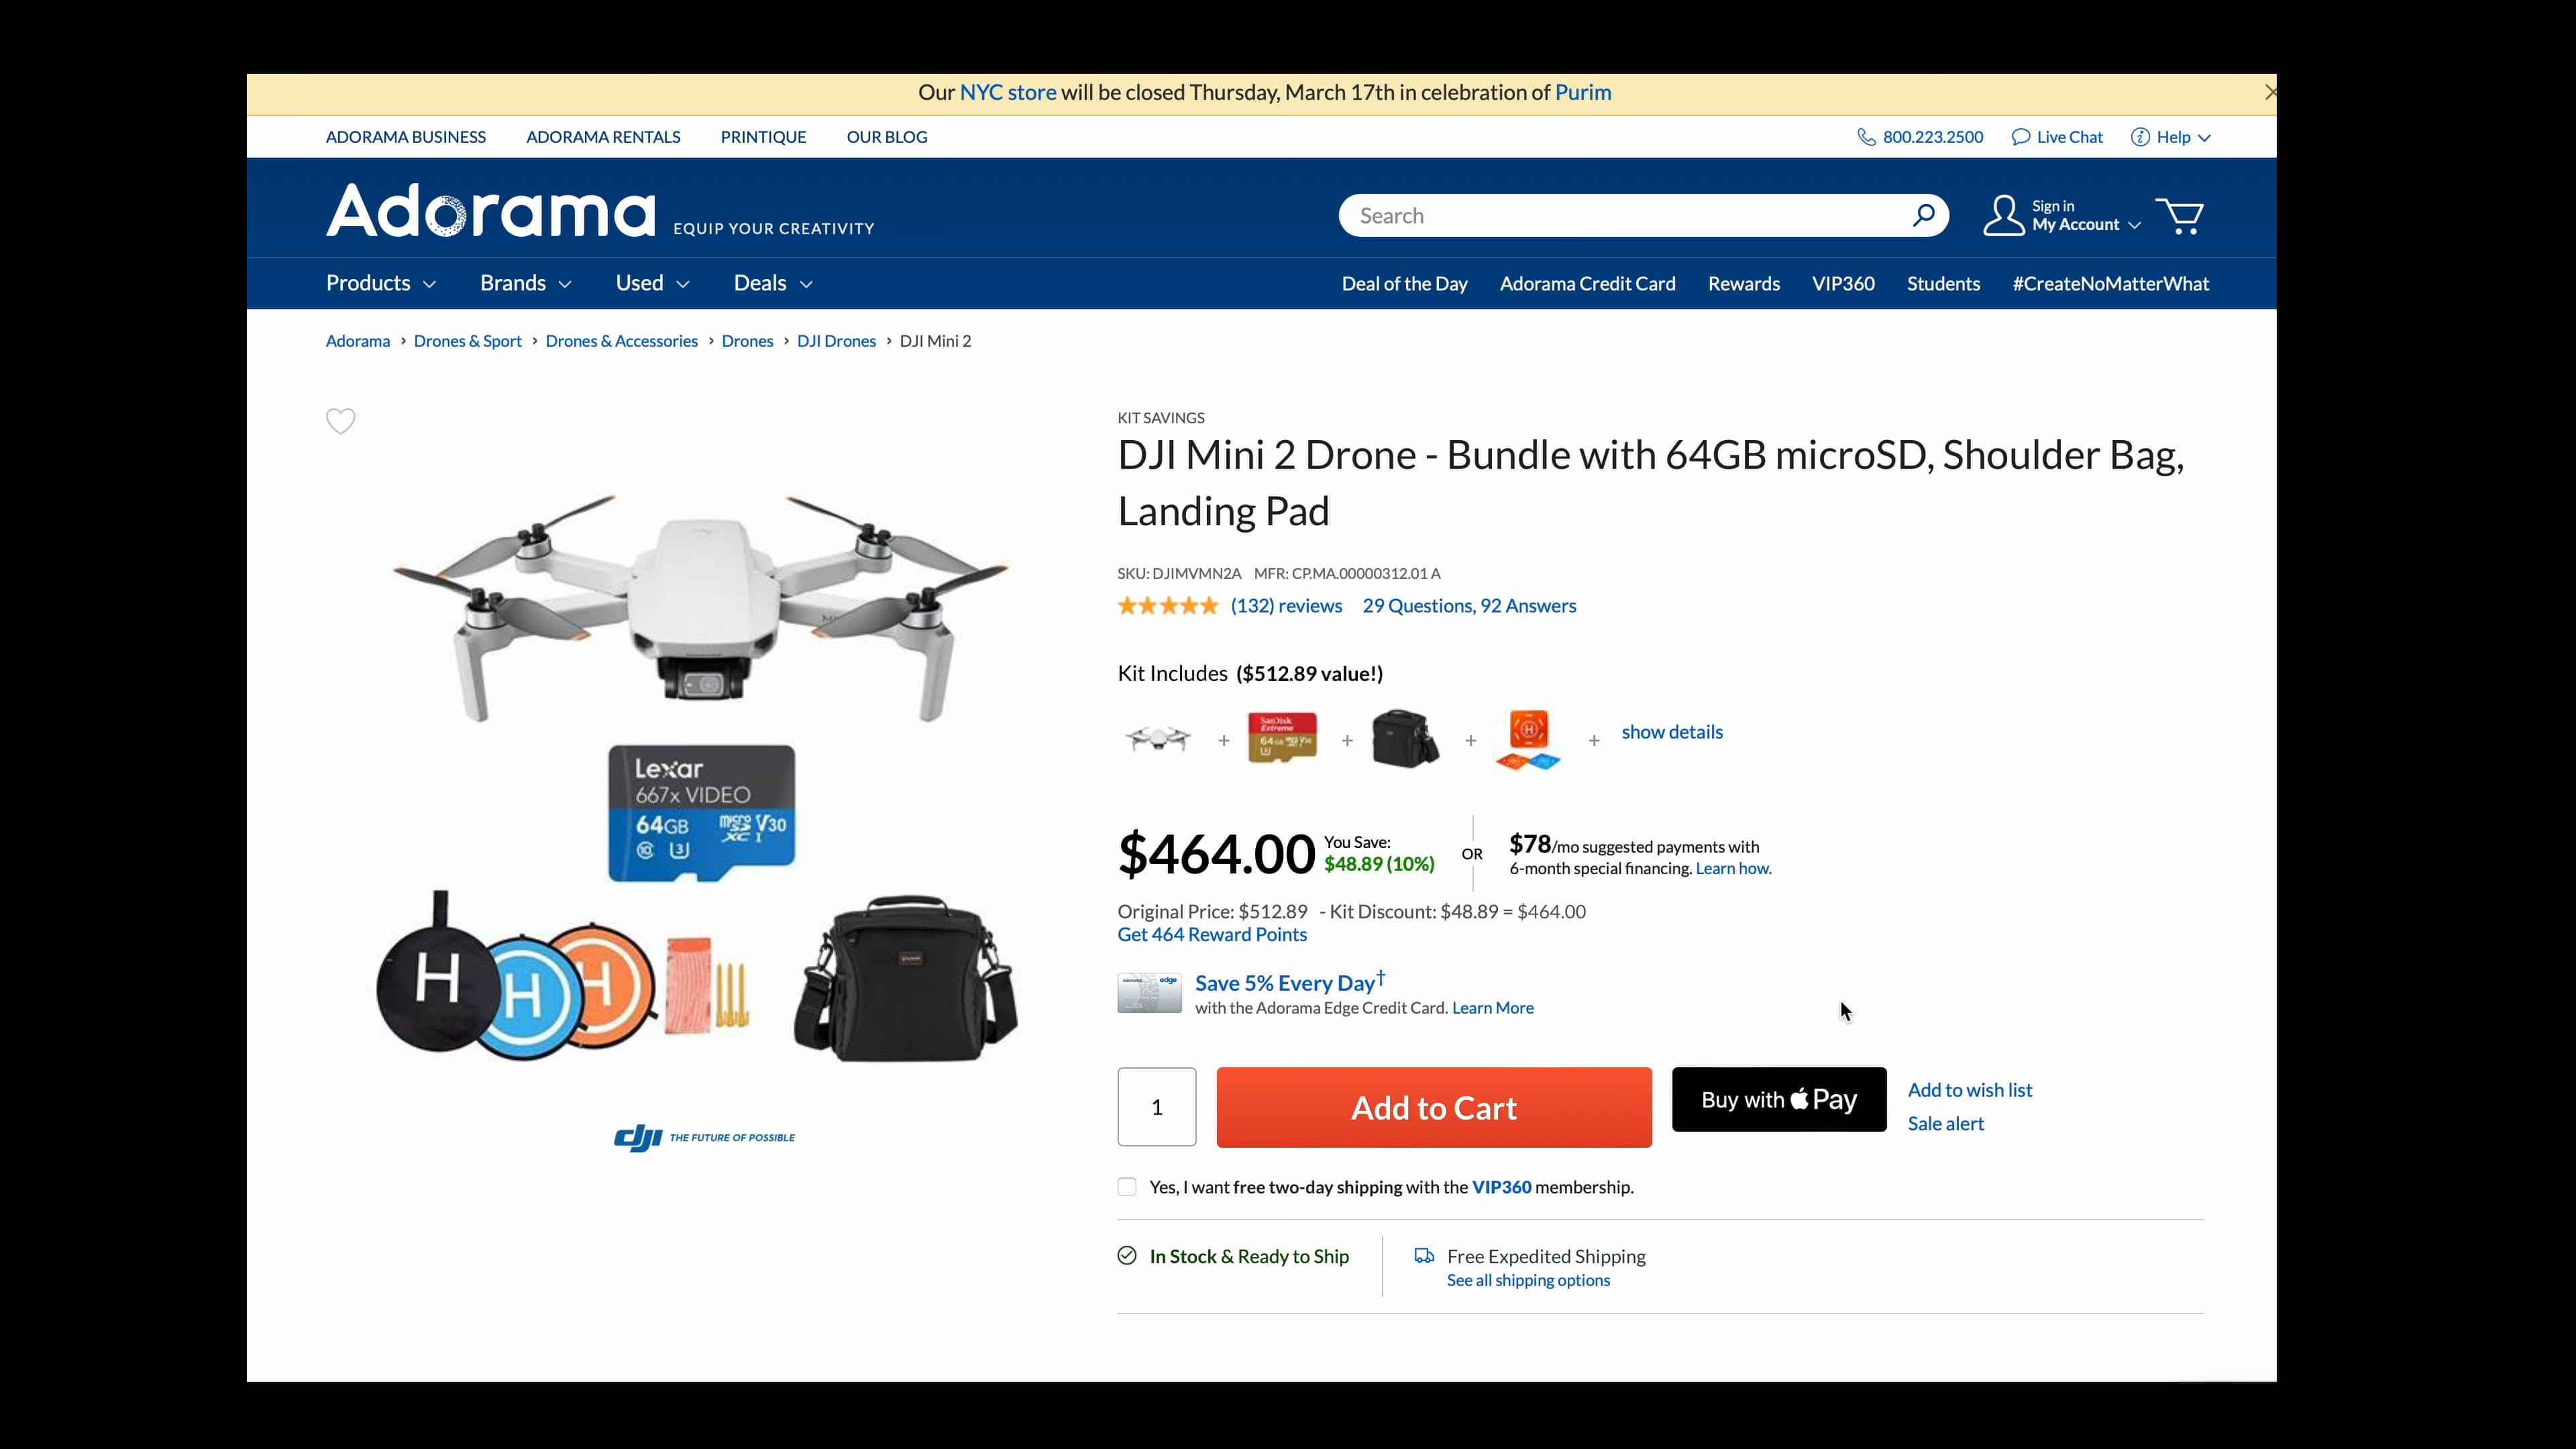 Our NYC store will be closed Thursday, March 17th in celebration of Purim
ADORAMA BUSINESS ADORAMA RENTALS PRINTIQUE OUR BLOG 800.223.2500 Live Chat Help
Adorama EQUIP YOUR CREATIVITY Search Sign in
My Account
Products Brands Used Deals Deal of the Day Adorama Credit Card Rewards VIP360 Students #CreateNoMatterWhat
Adorama › Drones & Sport › Drones & Accessories › Drones › DJI Drones › DJI Mini 2
KIT SAVINGS
DJI Mini 2 Drone - Bundle with 64GB microSD, Shoulder Bag,
Landing Pad
SKU: DJIMVMN2A MFR: CP.MA.00000312.01 A
(132) reviews 29 Questions, 92 Answers
Kit Includes ($512.89 value!)
SanDisk
Extreme
+ + + + show details
$464.00 You Save:
$48.89 (10%)
OR
$78/mo suggested payments with
6-month special financing. Learn how.
Original Price: $512.89 - Kit Discount: $48.89 = $464.00
Get 464 Reward Points
edge
Save 5% Every Day†
with the Adorama Edge Credit Card. Learn More
1 Add to Cart Buy with Pay Add to wish list
Sale alert
Yes, I want free two-day shipping with the VIP360 membership.
In Stock & Ready to Ship Free Expedited Shipping
See all shipping options
Lexar
667x VIDEO
64GB micro SD XC I V30
10 3
H H H
dji THE FUTURE OF POSSIBLE